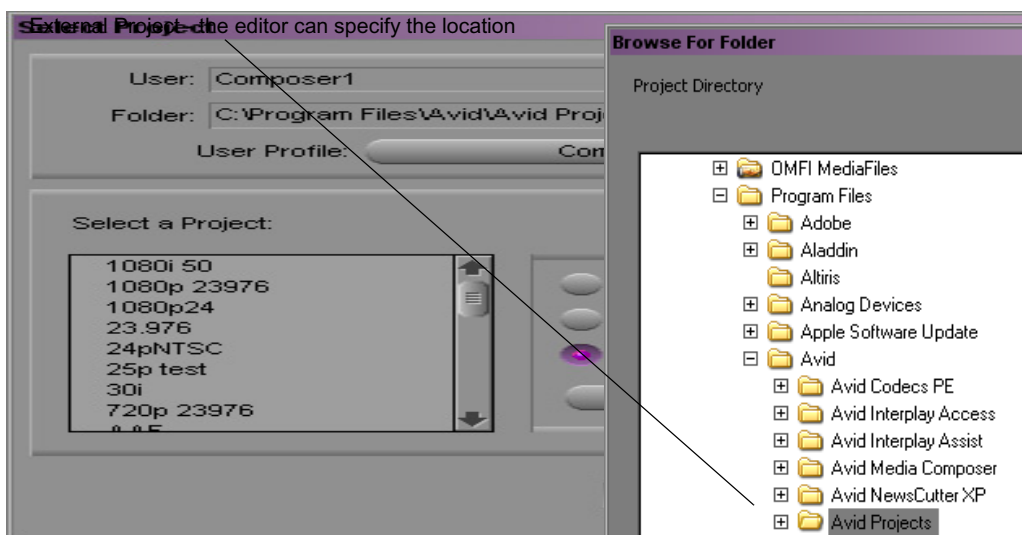 External Project - the editor can specify the location
Select Project
User: Composer1
Folder: C:\Program Files\Avid\Avid Proj
User Profile: Com
Select a Project:
1080i 50
1080p 23976
1080p24
23.976
24pNTSC
25p test
30i
720p 23976
Browse For Folder
Project Directory
OMFI MediaFiles
Program Files
Adobe
Aladdin
Altiris
Analog Devices
Apple Software Update
Avid
Avid Codecs PE
Avid Interplay Access
Avid Interplay Assist
Avid Media Composer
Avid NewsCutter XP
Avid Projects